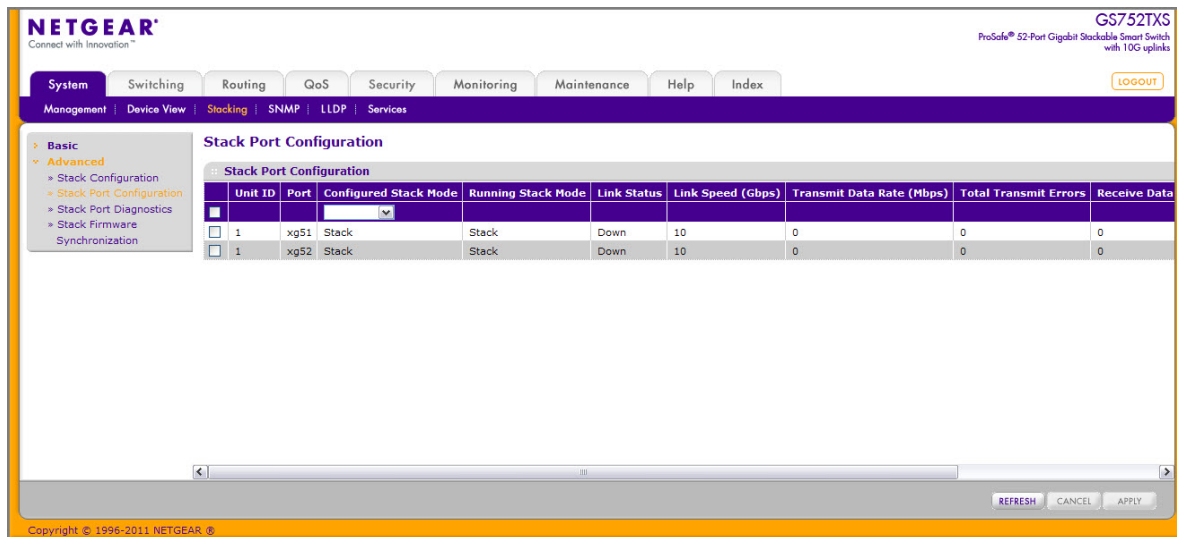 NETGEAR®
Connect with Innovation™
GS752TXS
ProSafe® 52-Port Gigabit Stackable Smart Switch
with 10G uplinks
System Switching Routing QoS Security Monitoring Maintenance Help Index LOGOUT
Management | Device View | Stacking | SNMP | LLDP | Services
Basic
Advanced
» Stack Configuration
» Stack Port Configuration
» Stack Port Diagnostics
» Stack Firmware
Synchronization
Stack Port Configuration
Stack Port Configuration
Unit ID Port Configured Stack Mode Running Stack Mode Link Status Link Speed (Gbps) Transmit Data Rate (Mbps) Total Transmit Errors Receive Data
1 xg51 Stack Stack Down 10 0 0 0
1 xg52 Stack Stack Down 10 0 0 0
REFRESH CANCEL APPLY
Copyright © 1996-2011 NETGEAR ®